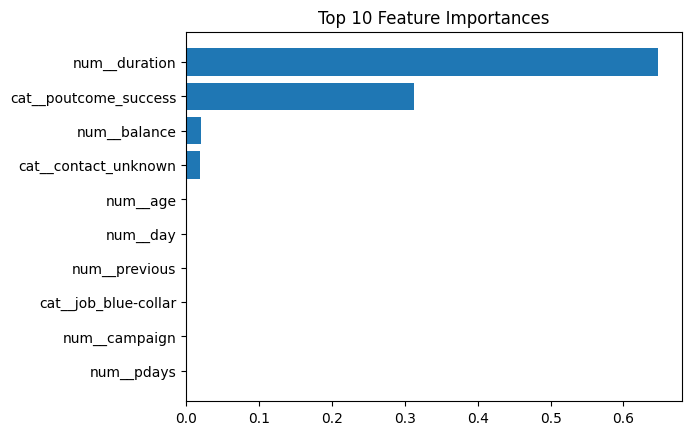 Top 10 Feature Importances
num__duration
cat__poutcome_success
num__balance
cat__contact_unknown
num__age
num__day
num__previous
cat__job_blue-collar
num__campaign
num__pdays
0.0 0.1 0.2 0.3 0.4 0.5 0.6